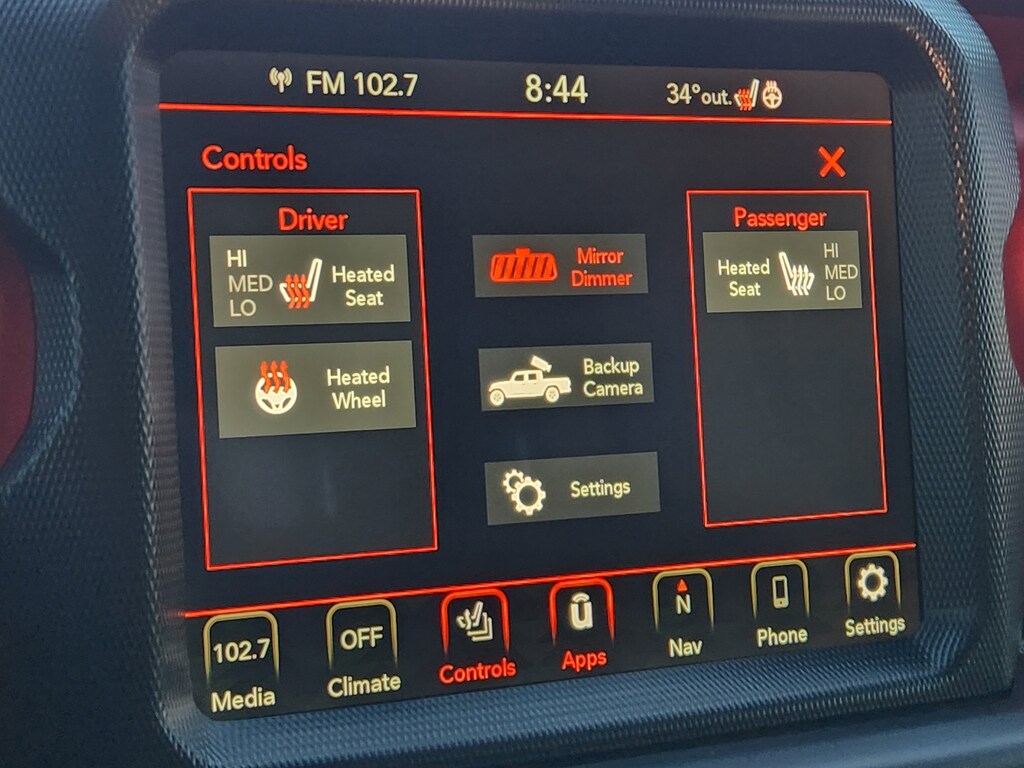 FM 102.7
8:44
34° out.
Controls
X
Driver
HI
MED
LO
Heated
Seat
Heated
Wheel
Mirror
Dimmer
Backup
Camera
Settings
Passenger
Heated
Seat
HI
MED
LO
102.7
Media
OFF
Climate
Controls
Apps
N
Nav
Phone
Settings